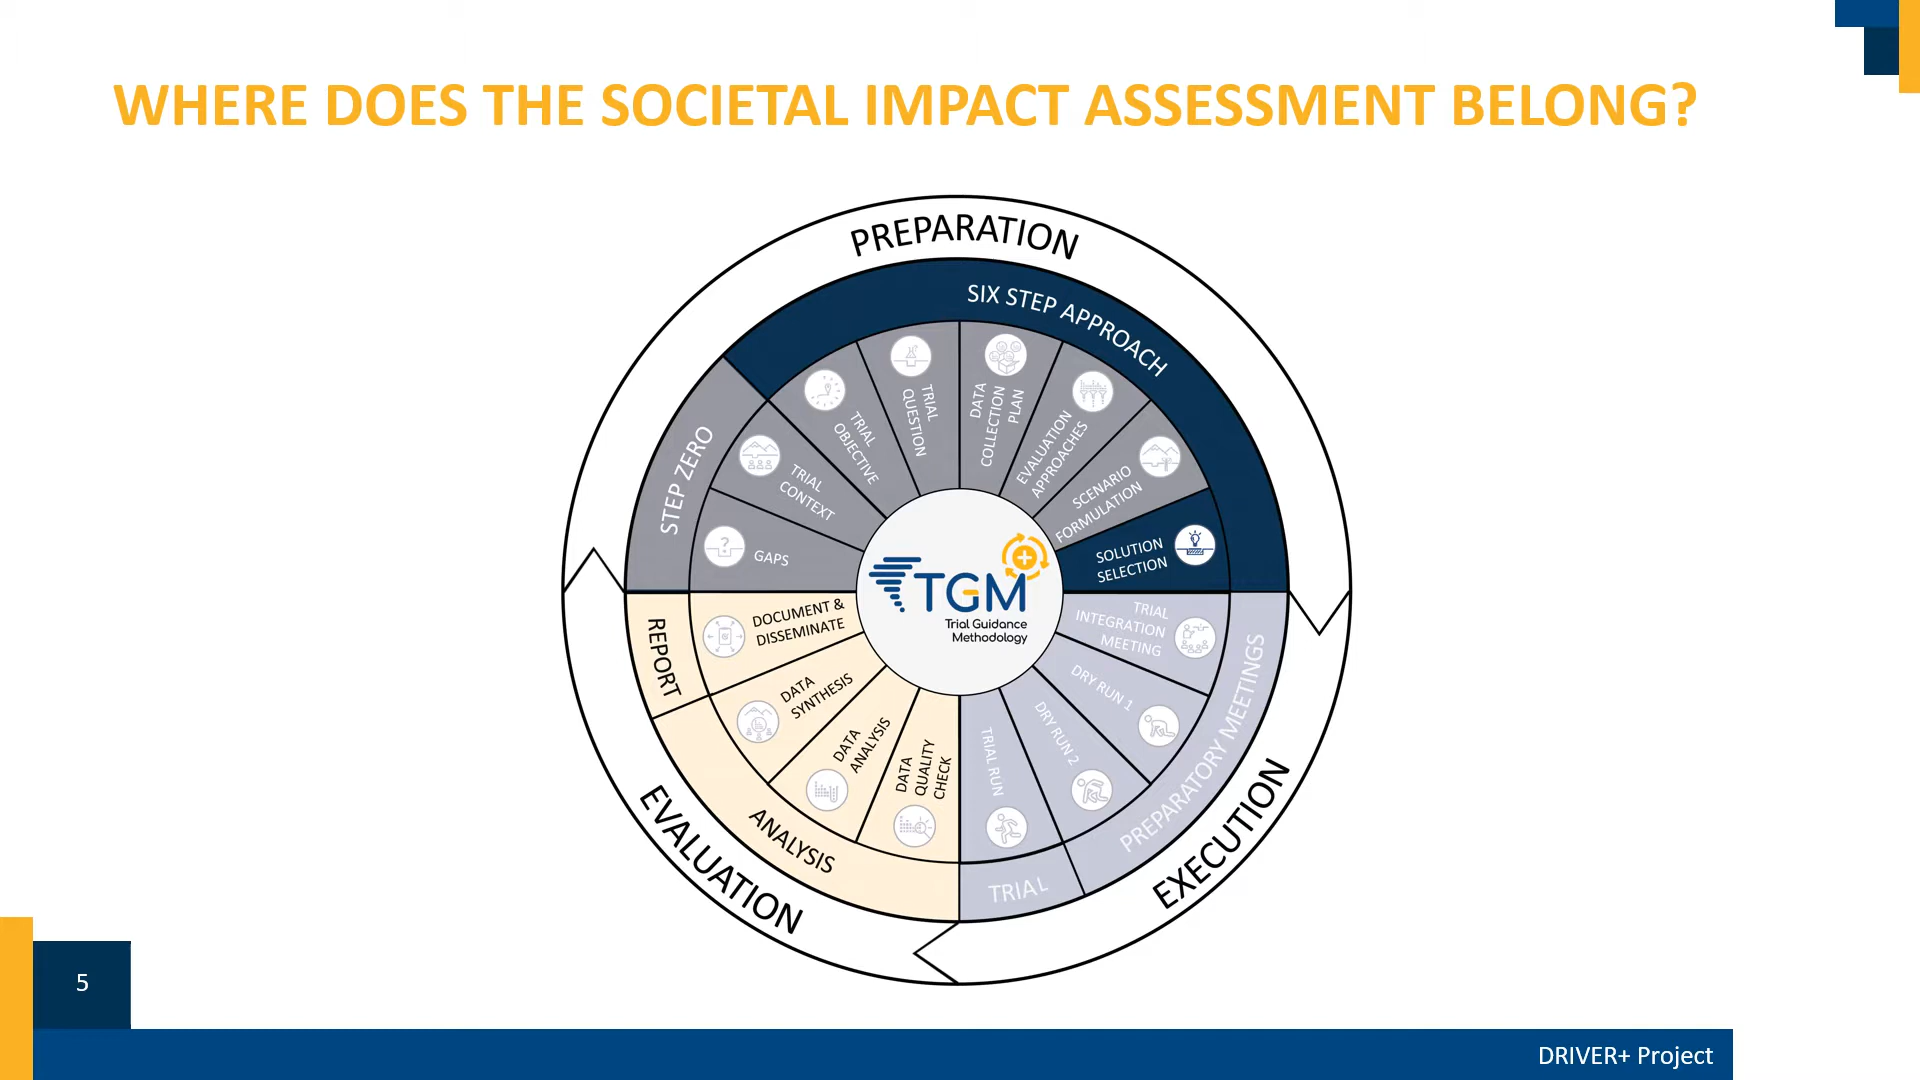 WHERE DOES THE SOCIETAL IMPACT ASSESSMENT BELONG?
PREPARATION
SIX STEP APPROACH
STEP ZERO
GAPS
TRIAL
CONTEXT
TRIAL
OBJECTIVE
TRIAL
QUESTION
DATA
COLLECTION
PLAN
EVALUATION
APPROACHES
SCENARIO
FORMULATION
SOLUTION
SELECTION
TRIAL
INTEGRATION
MEETING
DRY RUN 1
DRY RUN 2
TRIAL RUN
PREPARATORY MEETINGS
TRIAL
EXECUTION
DATA
QUALITY
CHECK
DATA
ANALYSIS
DATA
SYNTHESIS
DOCUMENT &
DISSEMINATE
ANALYSIS
REPORT
EVALUATION
TGM
Trial Guidance
Methodology
5
DRIVER+ Project